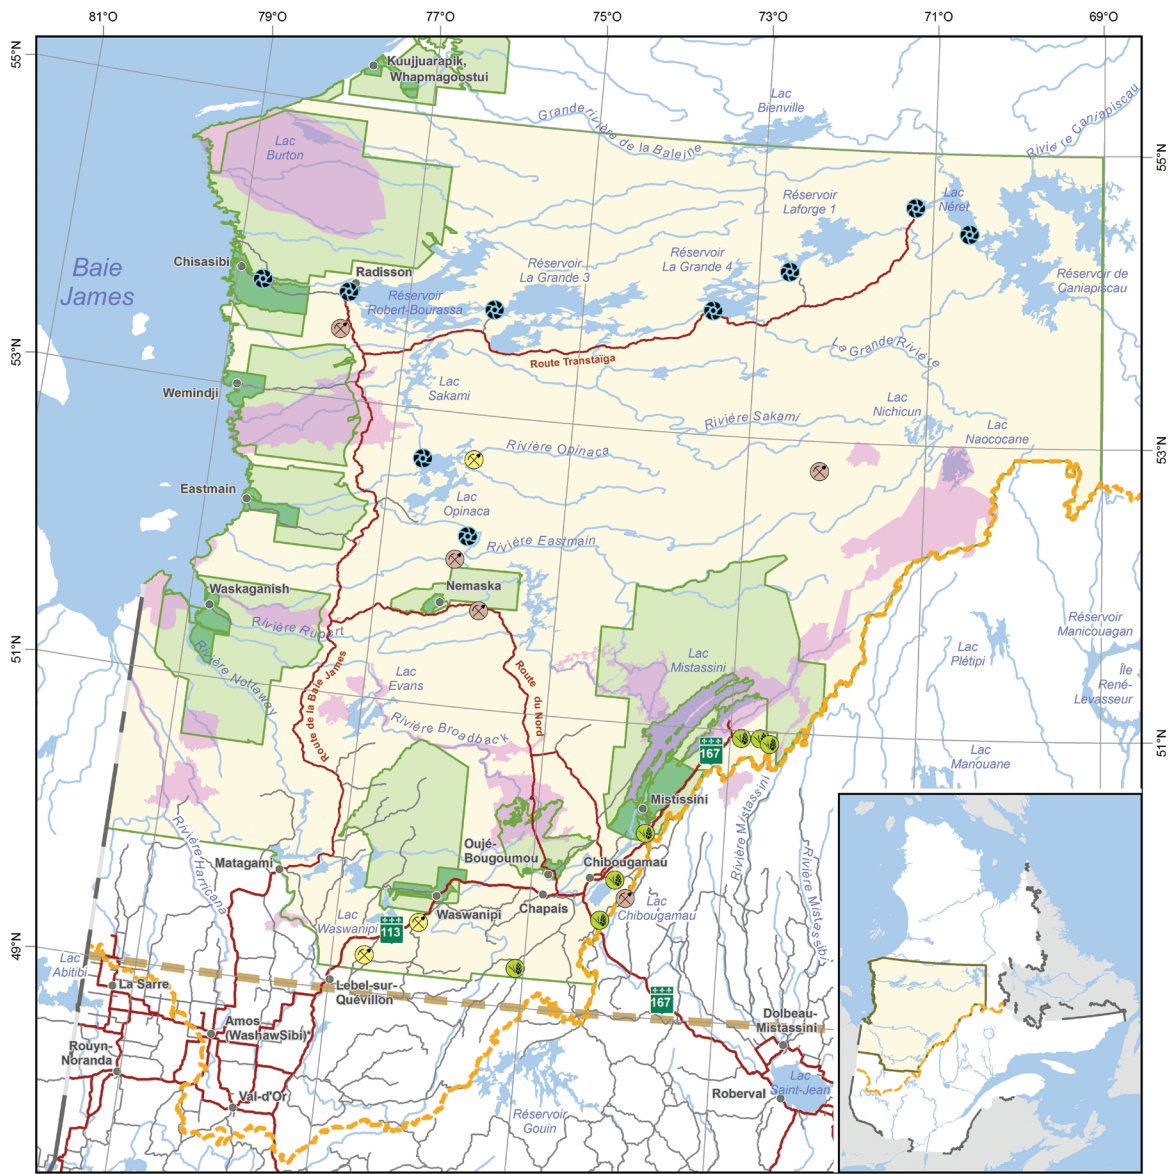 81°O
79°O
77°O
75°O
73°O
71°O
69°O
55°N
Kuujjuarapik,
Whapmagoostui
Lac
Bienville
Grande rivière de la Baleine
Rivière Caniapiscau
55°N
Lac
Burton
Réservoir
Laforge 1
Lac
Néret
Chisasibi
Radisson
Baie
James
Réservoir
La Grande 3
Réservoir
La Grande 4
Réservoir de
Caniapiscau
Réservoir
Robert-Bourassa
La Grande Rivière
Route Transtaïga
53°N
Wemindji
Lac
Sakami
Rivière Sakami
Lac
Nichicun
Lac
Naococane
53°N
Rivière Opinaca
Eastmain
Lac
Opinaca
Rivière Eastmain
Nemaska
Waskaganish
Rivière Rupert
Rivière Nottaway
51°N
Route de la Baie James
Lac
Evans
Route du Nord
Rivière Broadback
Lac
Mistassini
Lac
Plétipi
Réservoir
Manicouagan
Île
René-
Levasseur
51°N
Lac
Manouane
167
Mistissini
Rivière Mistassini
Rivière Mistassibi
Rivière Harricana
Matagami
Oujé-
Bougoumou
Chibougamau
Waswanipi
Chapais
Lac
Chibougamau
Lac
Waswanipi
113
49°N
Lac
Abitibi
La Sarre
Lebel-sur-
Quévillon
167
Amos
(WashawSibi)*
Dolbeau-
Mistassini
Rouyn-
Noranda
Val-d'Or
Réservoir
Gouin
Roberval
Lac
Saint-Jean